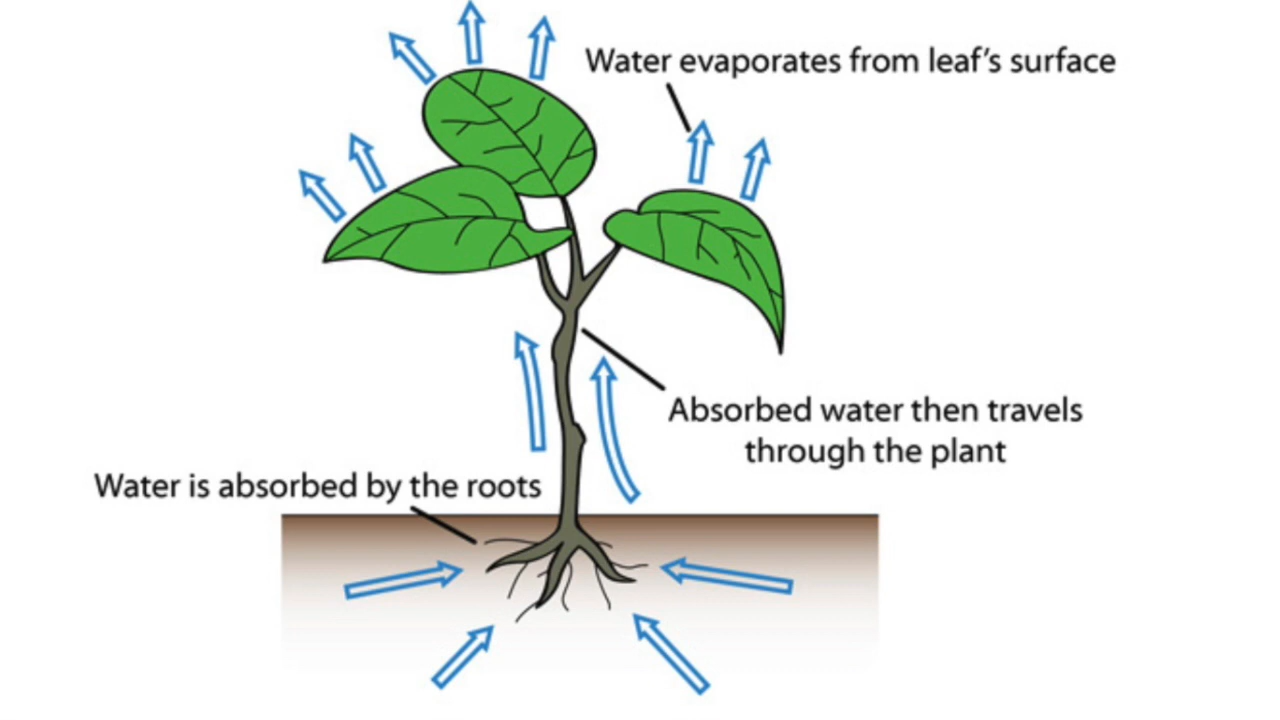 Water evaporates from leaf's surface
Absorbed water then travels
through the plant
Water is absorbed by the roots